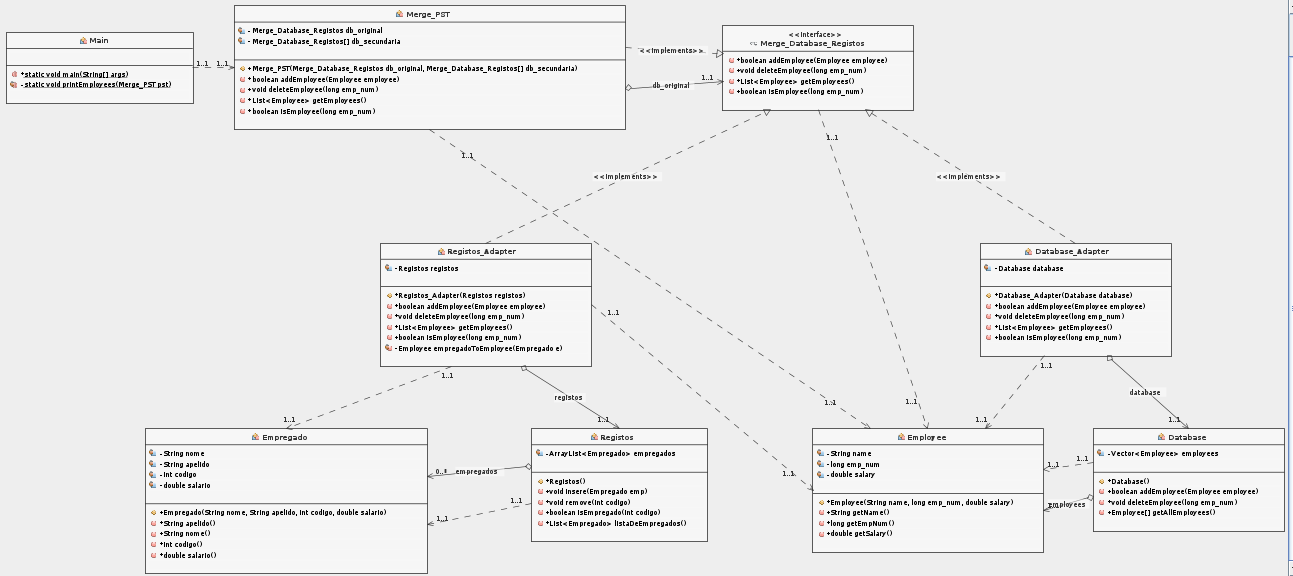 Main
+static void main(String[] args)
-static void printEmployees(Merge_PST pst)
1..1
1..1
Merge_PST
- Merge_Database_Registos db_original
- Merge_Database_Registos[] db_secundaria
+Merge_PST(Merge_Database_Registos db_original, Merge_Database_Registos[] db_secundaria)
+boolean addEmployee(Employee employee)
+void deleteEmployee(long emp_num)
+List<Employee> getEmployees()
+boolean isEmployee(long emp_num)
<<implements>>
1..1
db_original
<<interface>>
Merge_Database_Registos
+boolean addEmployee(Employee employee)
+void deleteEmployee(long emp_num)
+List<Employee> getEmployees()
+boolean isEmployee(long emp_num)
1..1
1..1
<<implements>>
<<implements>>
Registos_Adapter
-Registos registos
+Registos_Adapter(Registos registos)
+boolean addEmployee(Employee employee)
+void deleteEmployee(long emp_num)
+List<Employee> getEmployees()
+boolean isEmployee(long emp_num)
-Employee empregadoToEmployee(Empregado e)
1..1
Database_Adapter
-Database database
+Database_Adapter(Database database)
+boolean addEmployee(Employee employee)
+void deleteEmployee(long emp_num)
+List<Employee> getEmployees()
+boolean isEmployee(long emp_num)
1..1
1..1
registos
database
1..1
1..1
1..1
1..1
1..1
1..1
Empregado
-String nome
-String apelido
-int codigo
-double salario
+Empregado(String nome, String apelido, int codigo, double salario)
+String apelido()
+String nome()
+int codigo()
+double salario()
0..*
empregados
1..1
1..1
Registos
-ArrayList<Empregado> empregados
+Registos()
+void insere(Empregado emp)
+void remove(int codigo)
+boolean isEmpregado(int codigo)
+List<Empregado> listaDeEmpregados()
1..1
Employee
-String name
-long emp_num
-double salary
+Employee(String name, long emp_num, double salary)
+String getName()
+long getEmpNum()
+double getSalary()
1..1
1..1
employees
Database
-Vector<Employee> employees
+Database()
+boolean addEmployee(Employee employee)
+void deleteEmployee(long emp_num)
+Employee[] getAllEmployees()